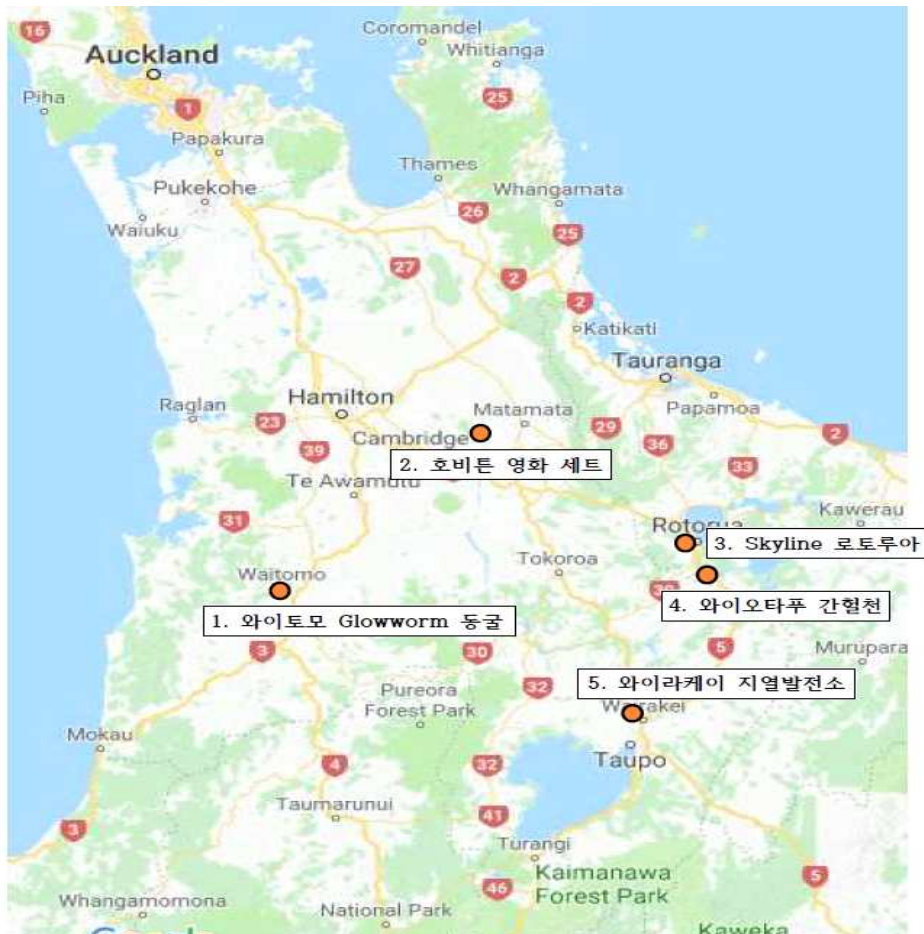 Coromandel
16
Auckland
Whitianga
Piha
25
1
Papakura
Thames
Pukekohe
Whangamata
26
Waiuku
25
27
2
2
Katikati
Tauranga
Hamilton
Raglan
Matamata
Papamoa
23
29
2
Cambridge
36
39
33
2. 호비튼 영화 세트
Te Awamutu
Kawerau
31
Rotorua
3. Skyline 로토루아
Tokoroa
Waitomo
4. 와이오타푸 간헐천
1. 와이토모 Glowworm 동굴
3
30
5
Murupara
5. 와이라케이 지열발전소
32
Pureora
Forest Park
Wairakei
Mokau
Taupo
4
32
Taumarunui
41
3
Turangi
Kaimanawa
Forest Park
5
46
Whangamomona
National Park
Kaweka